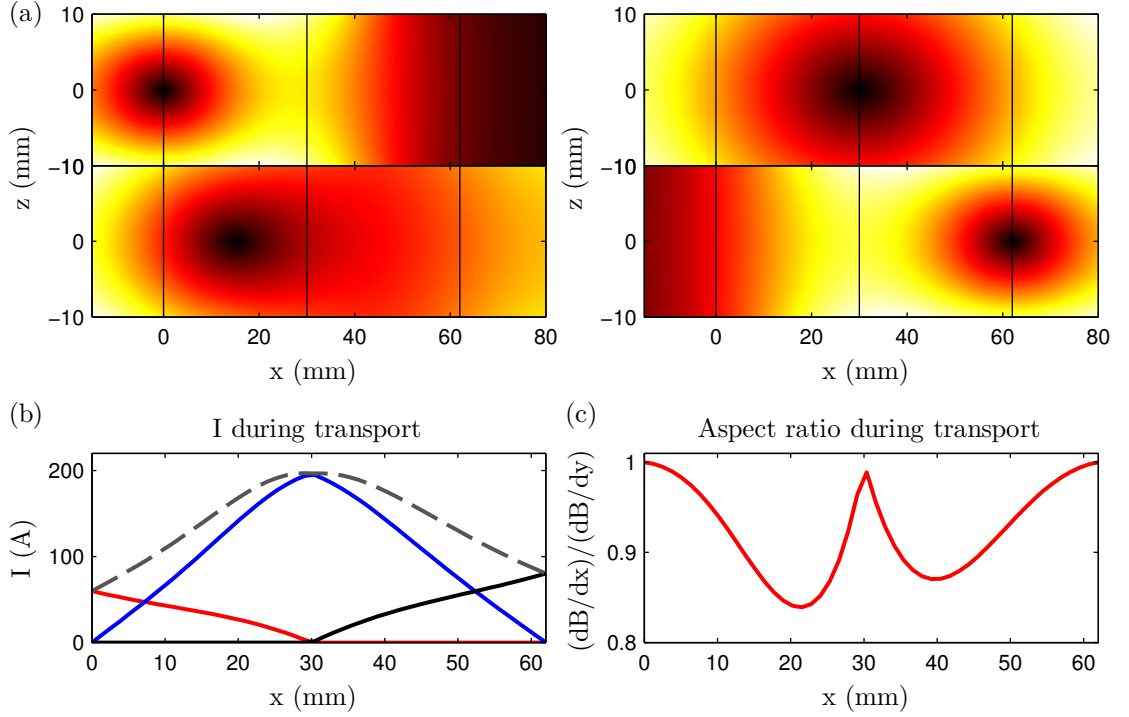 (a)
10
0
−10
0
−10
z (mm)
0 20 40 60 80
x (mm)
10
0
−10
0
−10
z (mm)
0 20 40 60 80
x (mm)
(b)
I during transport
200
100
0
I (A)
0 10 20 30 40 50 60
x (mm)
(c)
Aspect ratio during transport
1
0.9
0.8
(dB/dx)/(dB/dy)
0 10 20 30 40 50 60
x (mm)